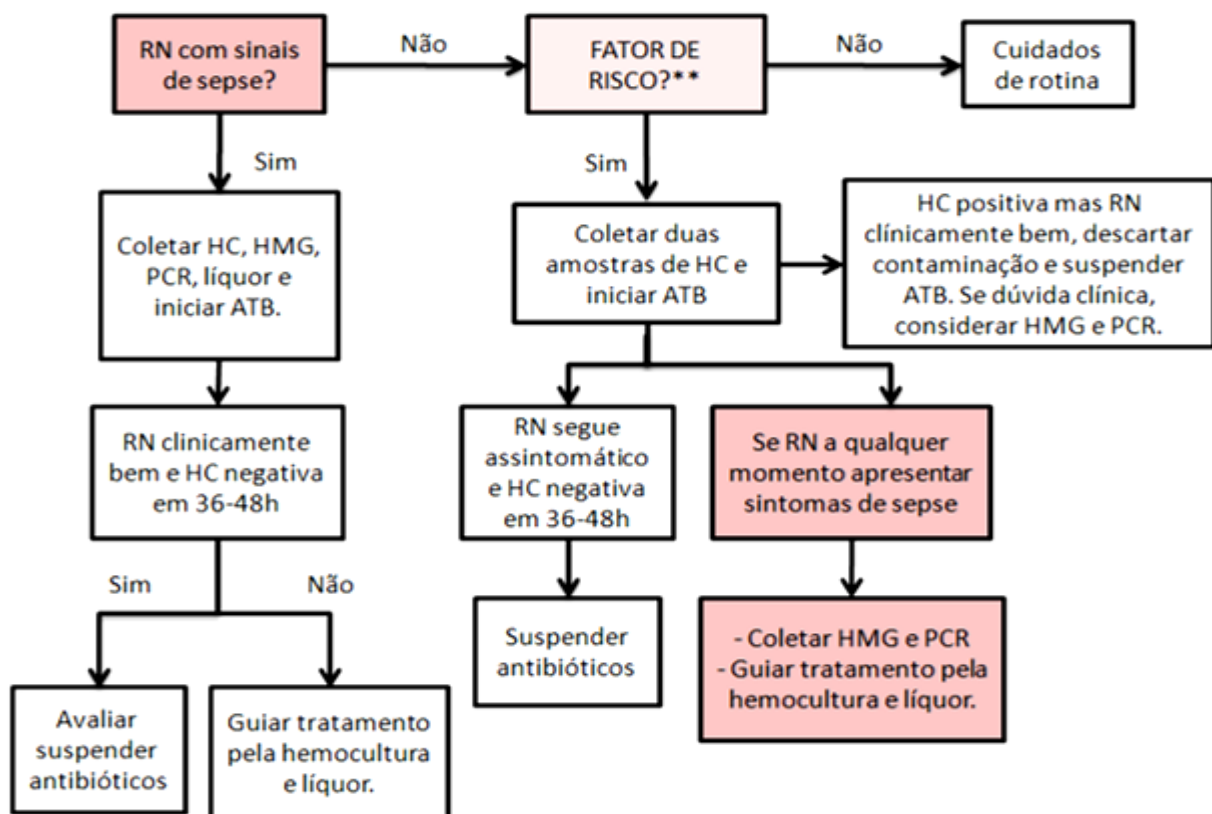 RN com sinais
de sepse?
Não
FATOR DE
RISCO?**
Não
Cuidados
de rotina
Sim
Sim
Coletar HC, HMG,
PCR, líquor e
iniciar ATB.
Coletar duas
amostras de HC e
iniciar ATB
HC positiva mas RN
clínicamente bem, descartar
contaminação e suspender
ATB. Se dúvida clínica,
considerar HMG e PCR.
RN clinicamente
bem e HC negativa
em 36-48h
RN segue
assintomático
e HC negativa
em 36-48h
Se RN a qualquer
momento apresentar
sintomas de sepse
Sim
Não
Avaliar
suspender
antibióticos
Guiar tratamento
pela hemocultura
e líquor.
Suspender
antibióticos
- Coletar HMG e PCR
- Guiar tratamento pela
hemocultura e líquor.